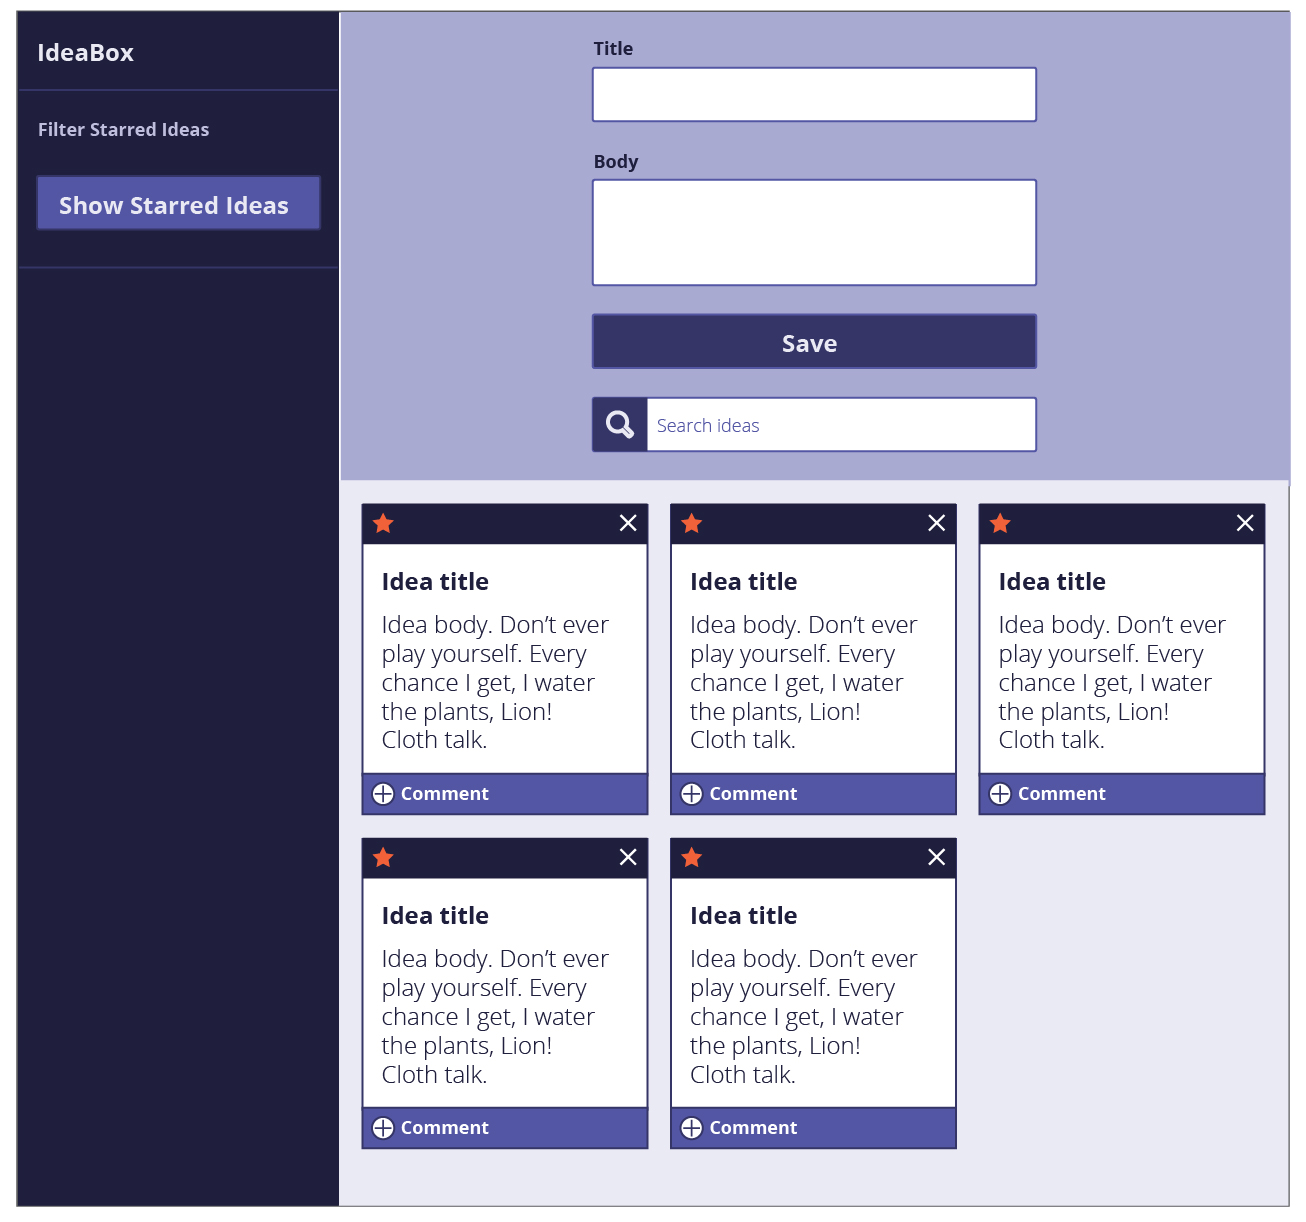 IdeaBox
Filter Starred Ideas
Show Starred Ideas
Title
Body
Save
Search ideas
Idea title
Idea body. Don’t ever
play yourself. Every
chance I get, I water
the plants, Lion!
Cloth talk.
Comment
Idea title
Idea body. Don’t ever
play yourself. Every
chance I get, I water
the plants, Lion!
Cloth talk.
Comment
Idea title
Idea body. Don’t ever
play yourself. Every
chance I get, I water
the plants, Lion!
Cloth talk.
Comment
Idea title
Idea body. Don’t ever
play yourself. Every
chance I get, I water
the plants, Lion!
Cloth talk.
Comment
Idea title
Idea body. Don’t ever
play yourself. Every
chance I get, I water
the plants, Lion!
Cloth talk.
Comment